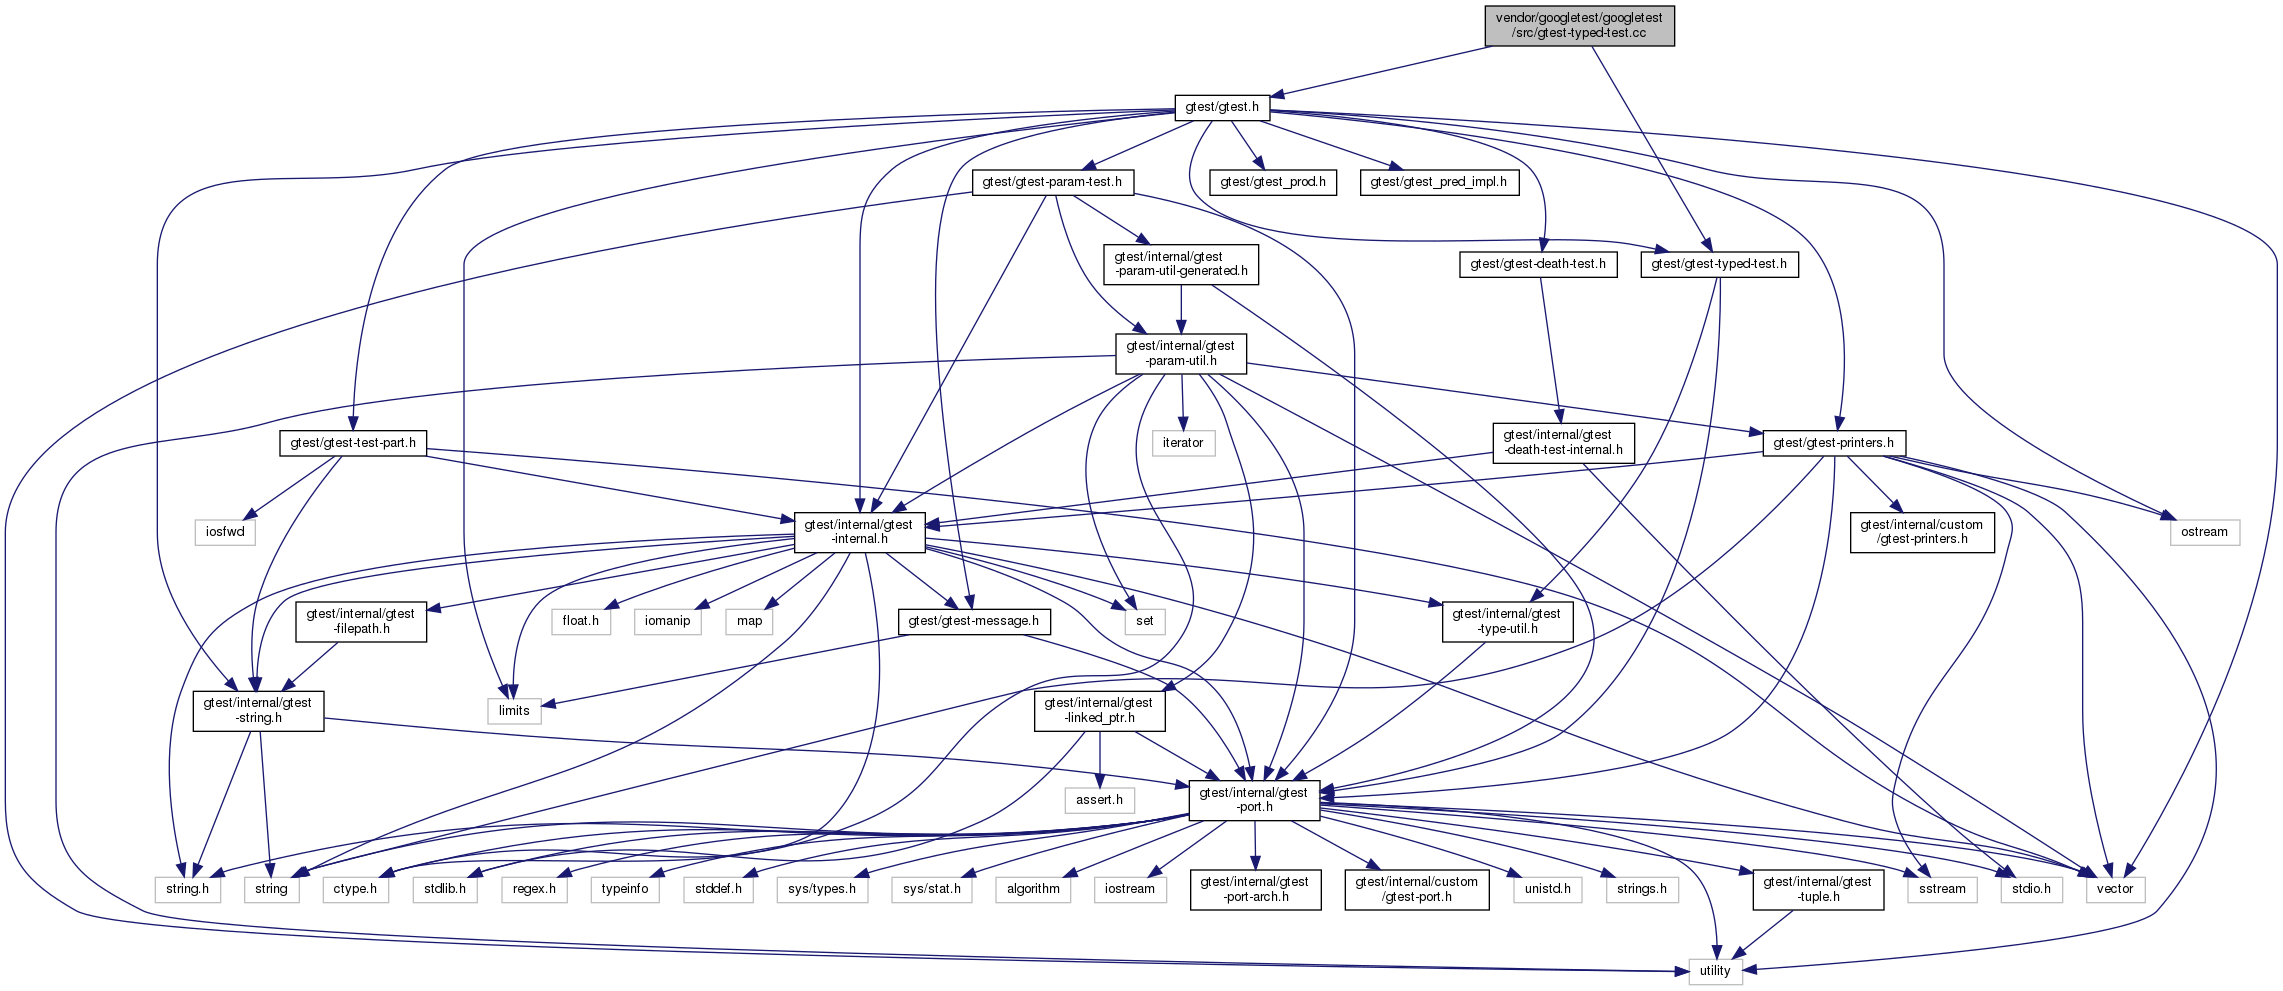 vendor/googletest/googletest
/src/gtest-typed-test.cc
gtest/gtest.h
gtest/gtest-param-test.h
gtest/gtest_prod.h
gtest/gtest_pred_impl.h
gtest/internal/gtest
-param-util-generated.h
gtest/gtest-death-test.h
gtest/gtest-typed-test.h
gtest/internal/gtest
-param-util.h
gtest/gtest-test-part.h
iterator
gtest/internal/gtest
-death-test-internal.h
gtest/gtest-printers.h
iosfwd
gtest/internal/gtest
-internal.h
gtest/internal/custom
/gtest-printers.h
ostream
gtest/internal/gtest
-filepath.h
float.h
iomanip
map
gtest/gtest-message.h
set
gtest/internal/gtest
-type-util.h
gtest/internal/gtest
-string.h
limits
gtest/internal/gtest
-linked_ptr.h
assert.h
gtest/internal/gtest
-port.h
string.h
string
ctype.h
stdlib.h
regex.h
typeinfo
stddef.h
sys/types.h
sys/stat.h
algorithm
iostream
gtest/internal/gtest
-port-arch.h
gtest/internal/custom
/gtest-port.h
unistd.h
strings.h
gtest/internal/gtest
-tuple.h
sstream
stdio.h
vector
utility